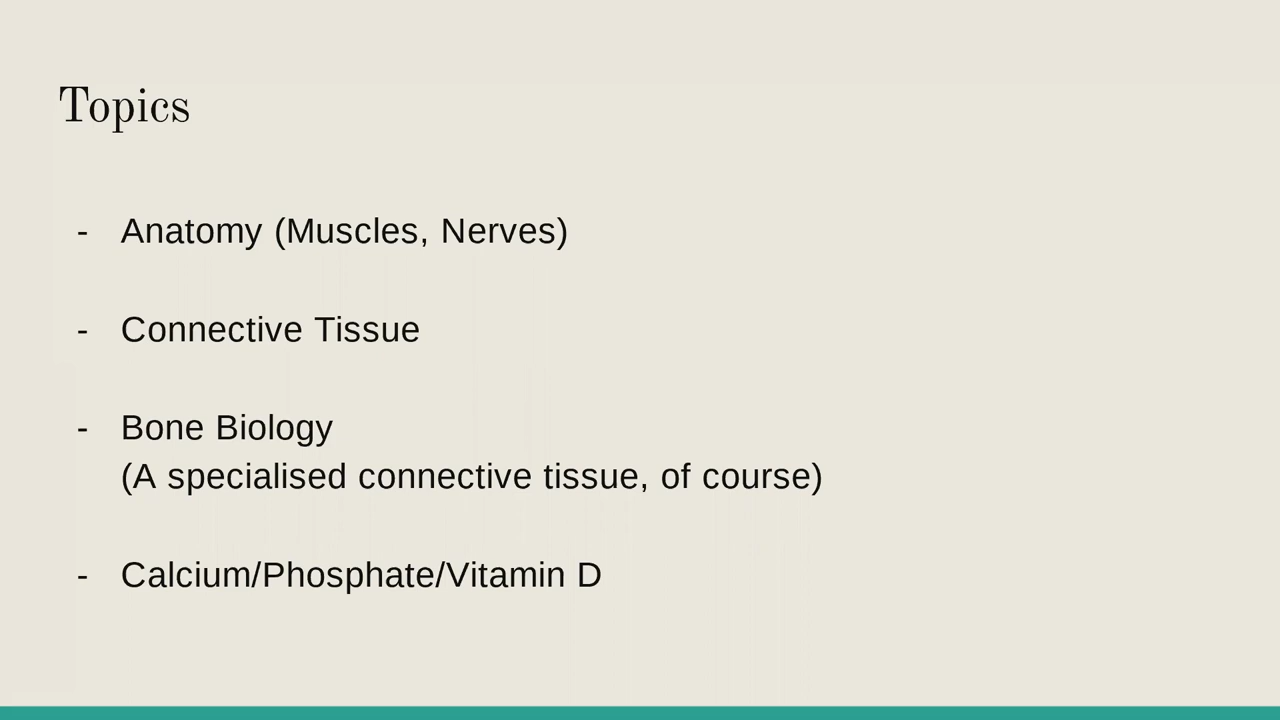 Topics
- Anatomy (Muscles, Nerves)
- Connective Tissue
- Bone Biology
(A specialised connective tissue, of course)
- Calcium/Phosphate/Vitamin D